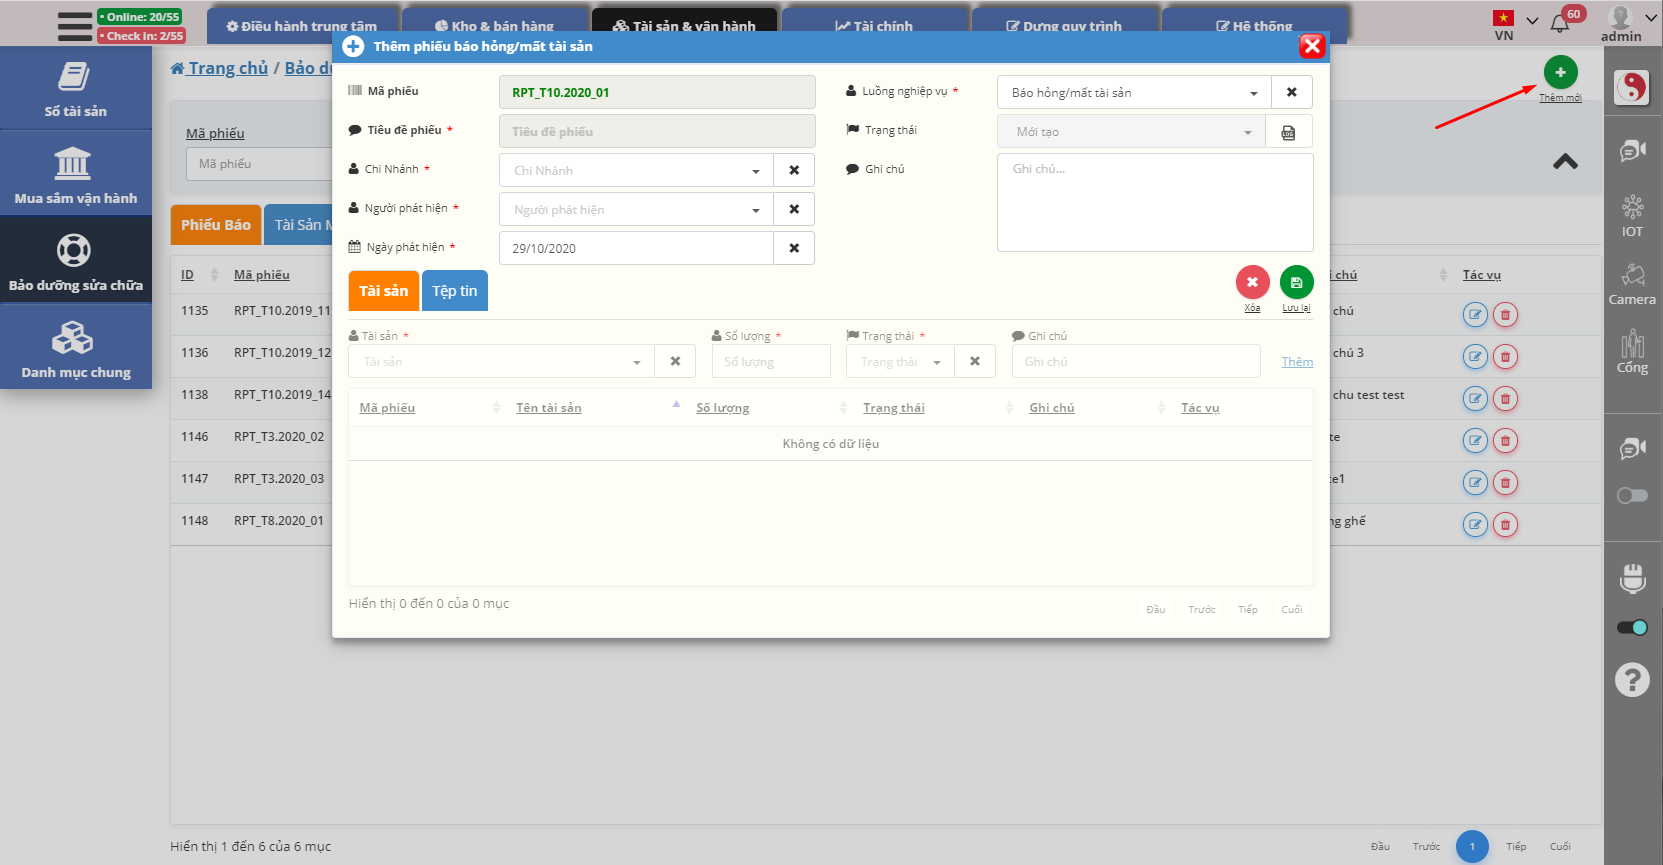 Online: 20/55
Check in: 2/55
Điều hành trung tâm
Kho & bán hàng
Tài sản & vận hành
Tài chính
Dựng quy trình
Hệ thống
VN
60
admin
Sổ tài sản
Mua sắm vận hành
Bảo dưỡng sửa chữa
Danh mục chung
Trang chủ / Bảo
Thêm mới
Mã phiếu
Mã phiếu
Phiếu Báo
Tài Sản
ID
Mã phiếu
chú
Tác vụ
1135
RPT_T10.2019_11
chú
1136
RPT_T10.2019_12
chú 3
1138
RPT_T10.2019_14
chu test test
1146
RPT_T3.2020_02
te
1147
RPT_T3.2020_03
te1
1148
RPT_T8.2020_01
ng ghế
Hiển thị 1 đến 6 của 6 mục
Đầu
Trước
1
Tiếp
Cuối
IOT
Camera
Cổng
Thêm phiếu báo hỏng/mất tài sản
Mã phiếu
RPT_T10.2020_01
Luồng nghiệp vụ *
Báo hỏng/mất tài sản
Tiêu đề phiếu *
Tiêu đề phiếu
Trạng thái
Mới tạo
LOG
Chi Nhánh *
Chi Nhánh
Ghi chú
Ghi chú...
Người phát hiện *
Người phát hiện
Ngày phát hiện *
29/10/2020
Tài sản
Tệp tin
Xóa
Lưu lại
Tài sản *
Số lượng *
Trạng thái *
Ghi chú
Tài sản
Số lượng
Trạng thái
Ghi chú
Thêm
Mã phiếu
Tên tài sản
Số lượng
Trạng thái
Ghi chú
Tác vụ
Không có dữ liệu
Hiển thị 0 đến 0 của 0 mục
Đầu
Trước
Tiếp
Cuối